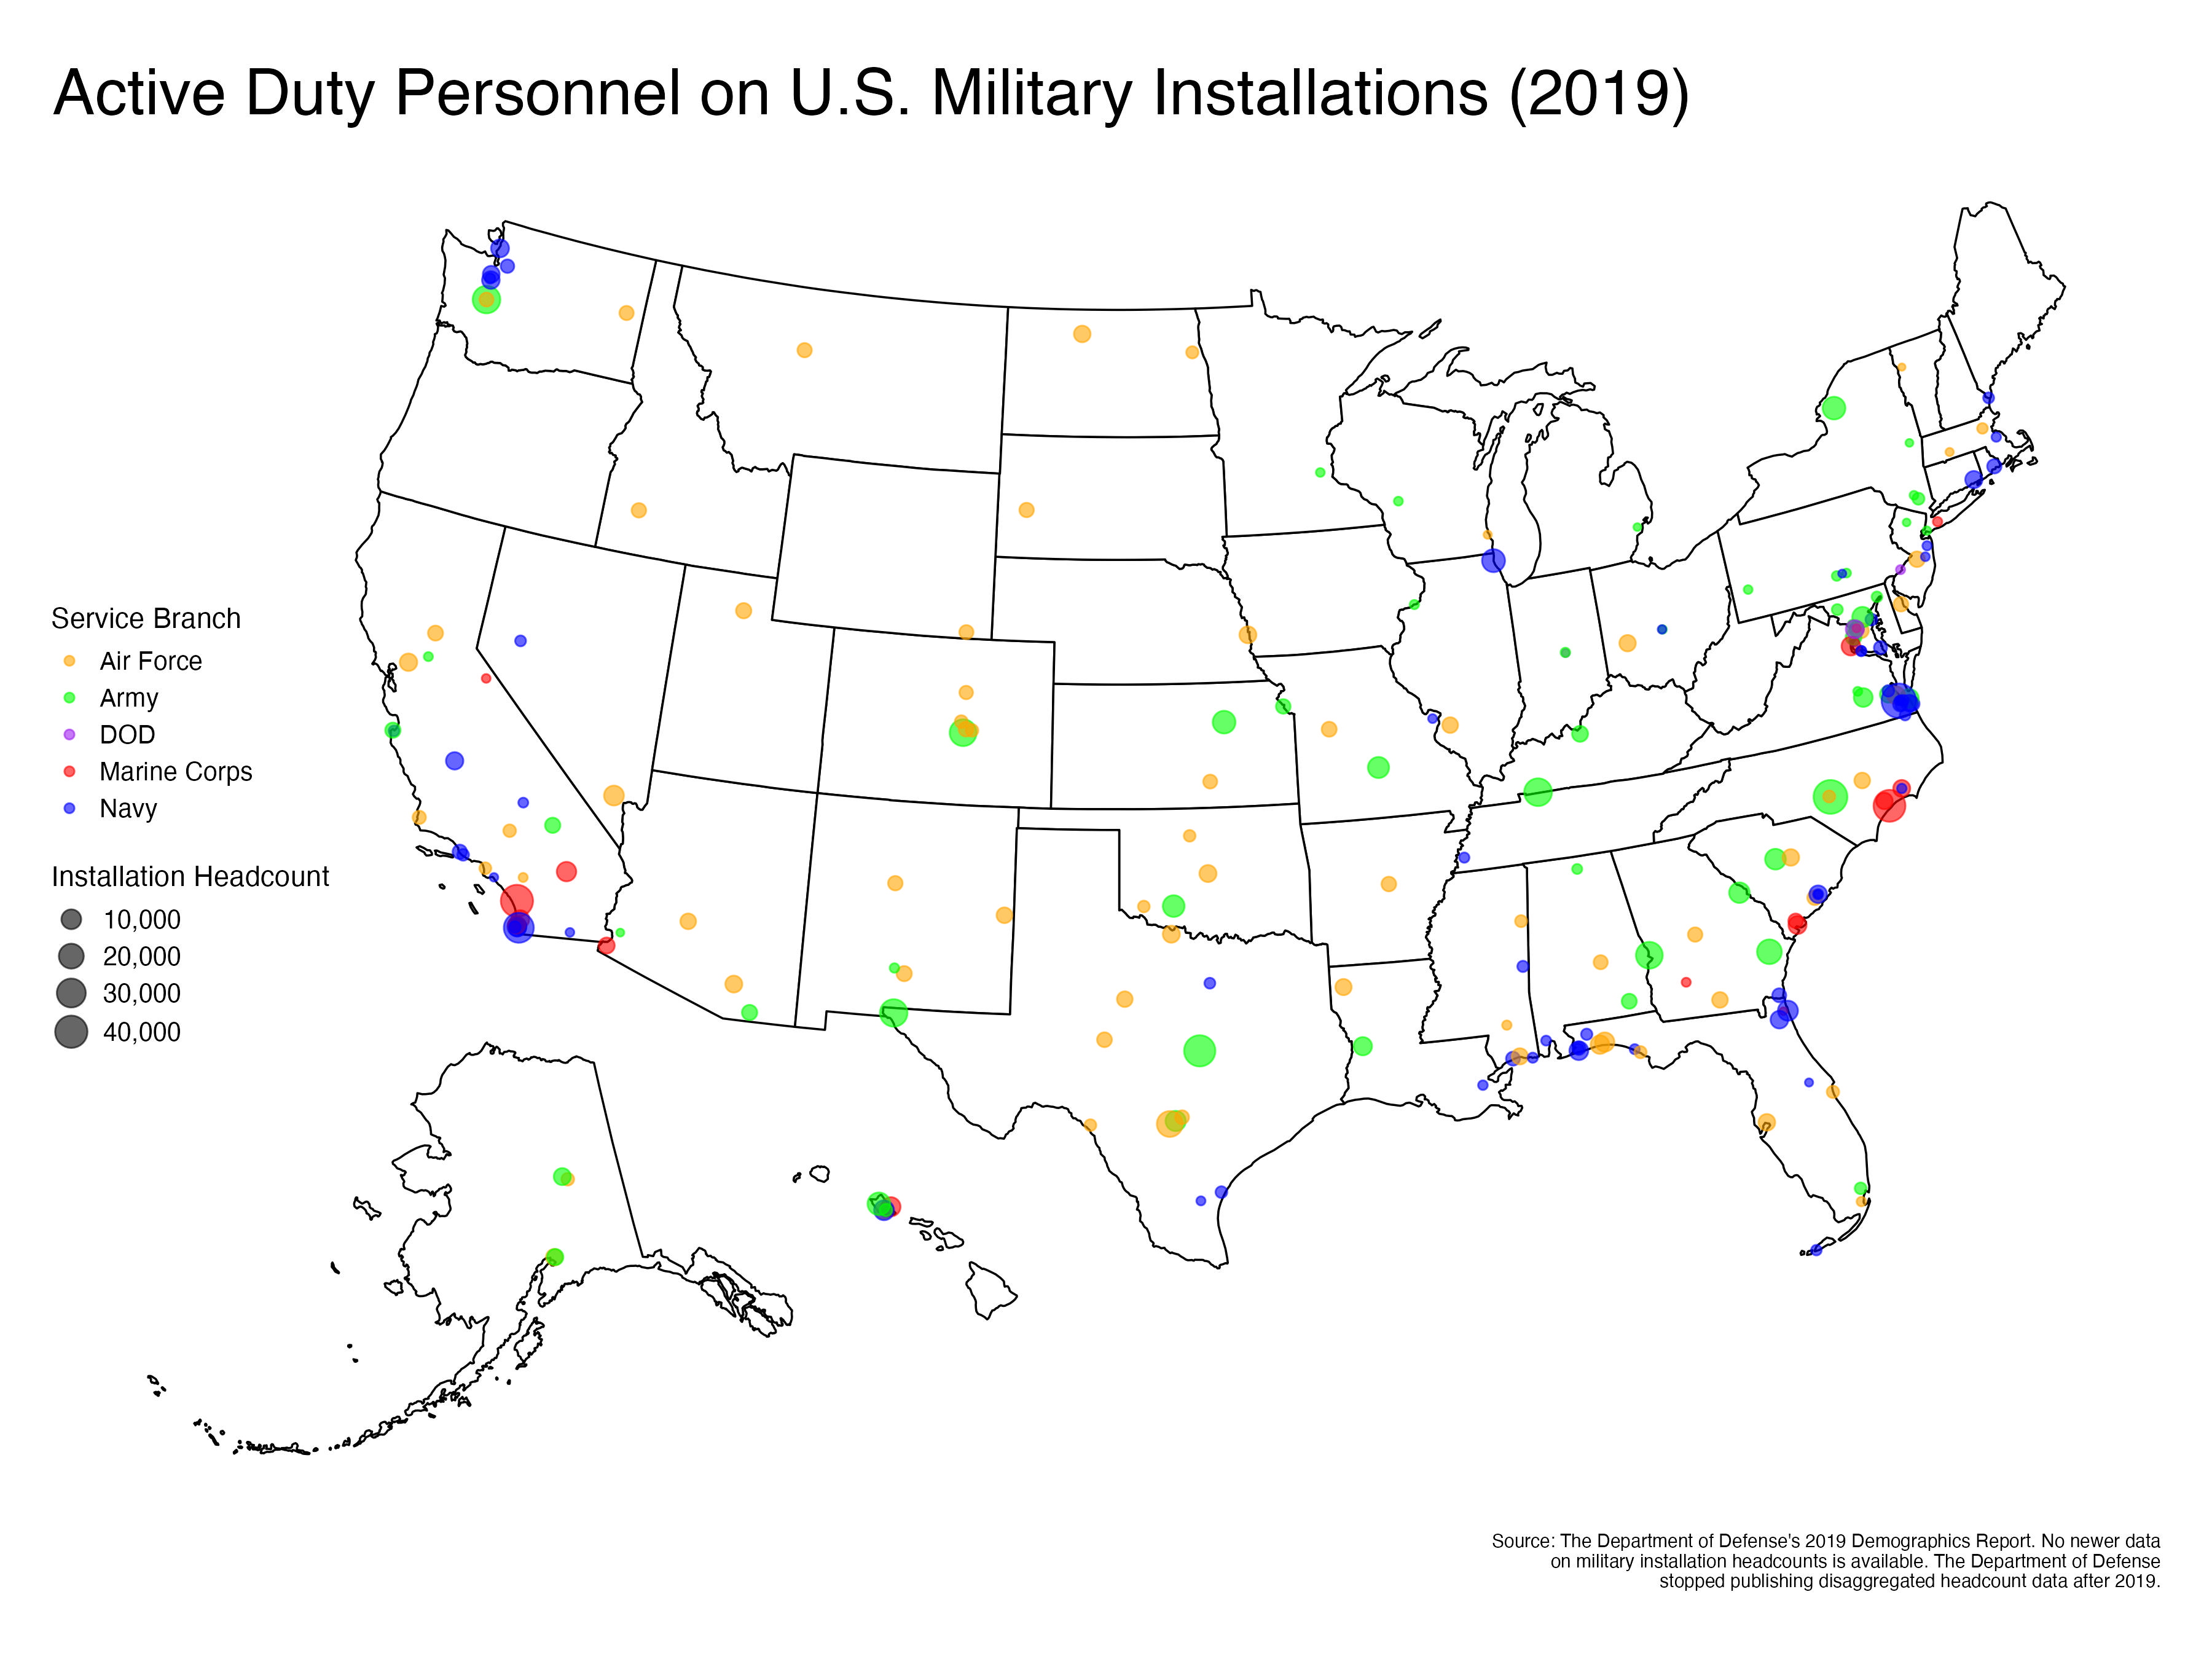 Active Duty Personnel on U.S. Military Installations (2019)
Service Branch
Air Force
Army
DOD
Marine Corps
Navy
Installation Headcount
10,000
20,000
30,000
40,000
Source: The Department of Defense's 2019 Demographics Report. No newer data
on military installation headcounts is available. The Department of Defense
stopped publishing disaggregated headcount data after 2019.